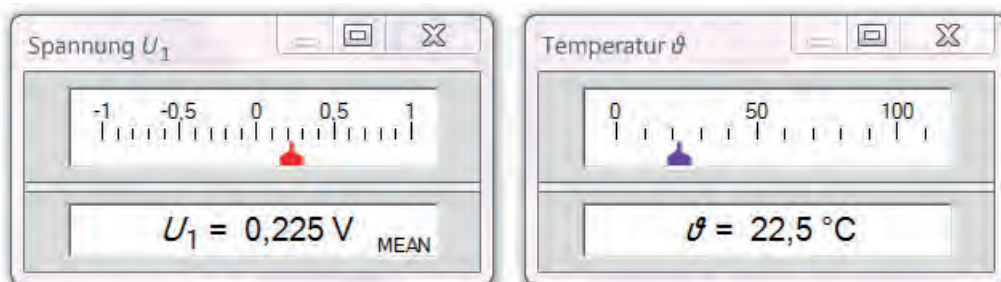 Spannung U₁
-1 -0,5 0 0,5 1
U₁ = 0,225 V MEAN
Temperatur ϑ
0 50 100
ϑ = 22,5 °C